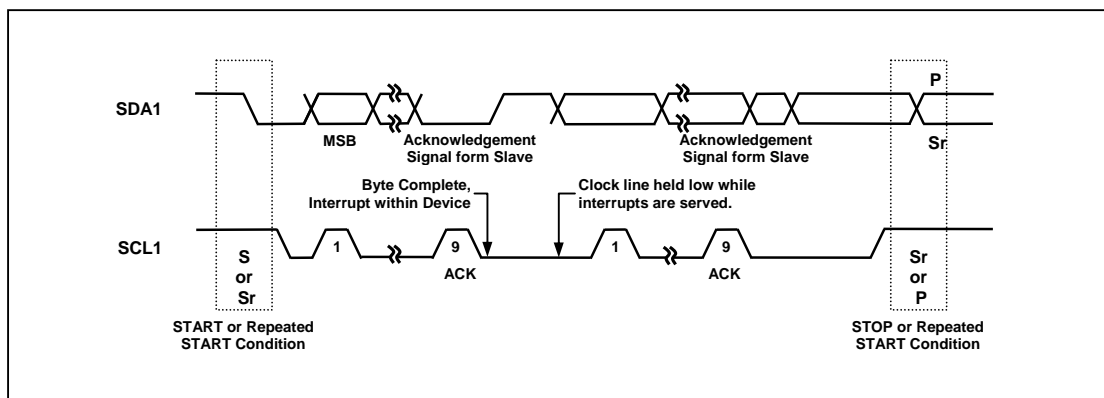 P
SDA1
MSB
Acknowledgement
Signal form Slave
Acknowledgement
Signal form Slave
Sr
Byte Complete,
Interrupt within Device
Clock line held low while
interrupts are served.
SCL1
1
9
1
9
ACK
ACK
S
or
Sr
Sr
or
P
START or Repeated
START Condition
STOP or Repeated
START Condition